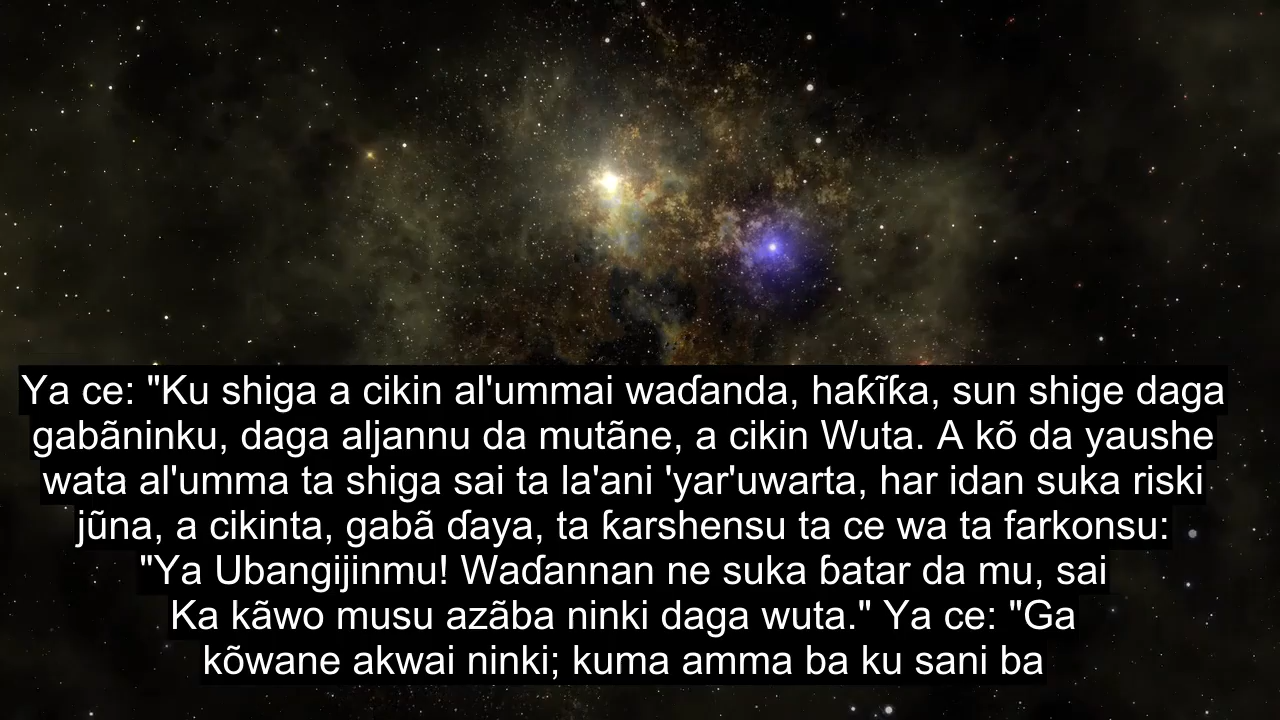 Ya ce: "Ku shiga a cikin al'ummai waɗanda, haƙĩƙa, sun shige daga
gabãninku, daga aljannu da mutãne, a cikin Wuta. A kõ da yaushe
wata al'umma ta shiga sai ta la'ani 'yar'uwarta, har idan suka riski
jũna, a cikinta, gabã ɗaya, ta ƙarshensu ta ce wa ta farkonsu:
"Ya Ubangijinmu! Waɗannan ne suka ɓatar da mu, sai
Ka kãwo musu azãba ninki daga wuta." Ya ce: "Ga
kõwane akwai ninki; kuma amma ba ku sani ba